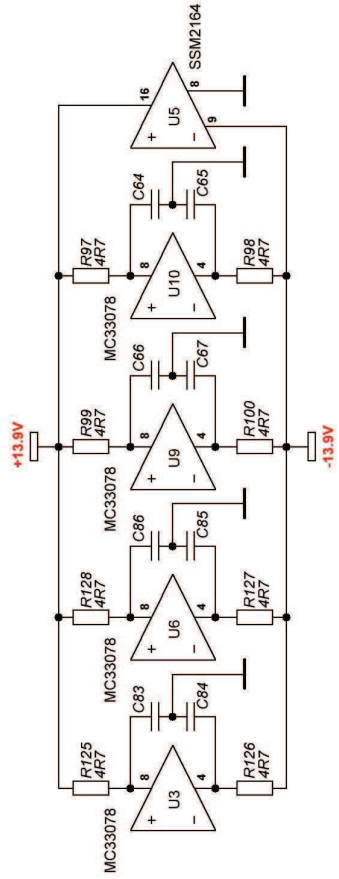 +13.9V
MC33078
R125
4R7
8
C83
U3
+
−
4
C84
R126
4R7
MC33078
R128
4R7
8
C86
U6
+
−
4
C85
R127
4R7
MC33078
R99
4R7
8
C66
U9
+
−
4
C67
R100
4R7
MC33078
R97
4R7
8
C64
U10
+
−
4
C65
R98
4R7
16
U5
+
−
9
8
SSM2164
-13.9V